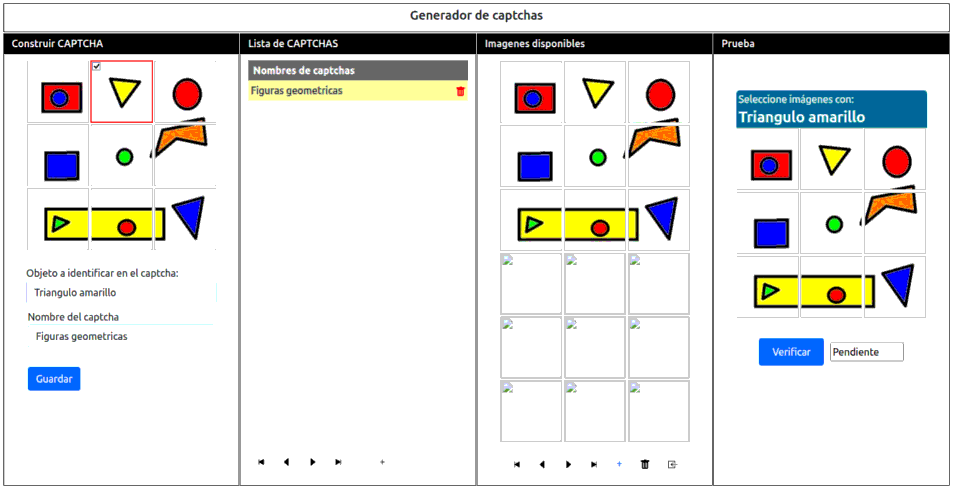 Generador de captchas
Construir CAPTCHA
Objeto a identificar en el captcha:
Triangulo amarillo
Nombre del captcha
Figuras geometricas
Guardar
Lista de CAPTCHAS
Nombres de captchas
Figuras geometricas
+
Imagenes disponibles
+
Prueba
Seleccione imágenes con:
Triangulo amarillo
Verificar
Pendiente